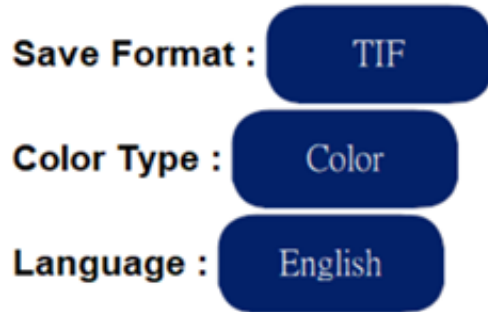 Save Format : TIF
Color Type : Color
Language : English